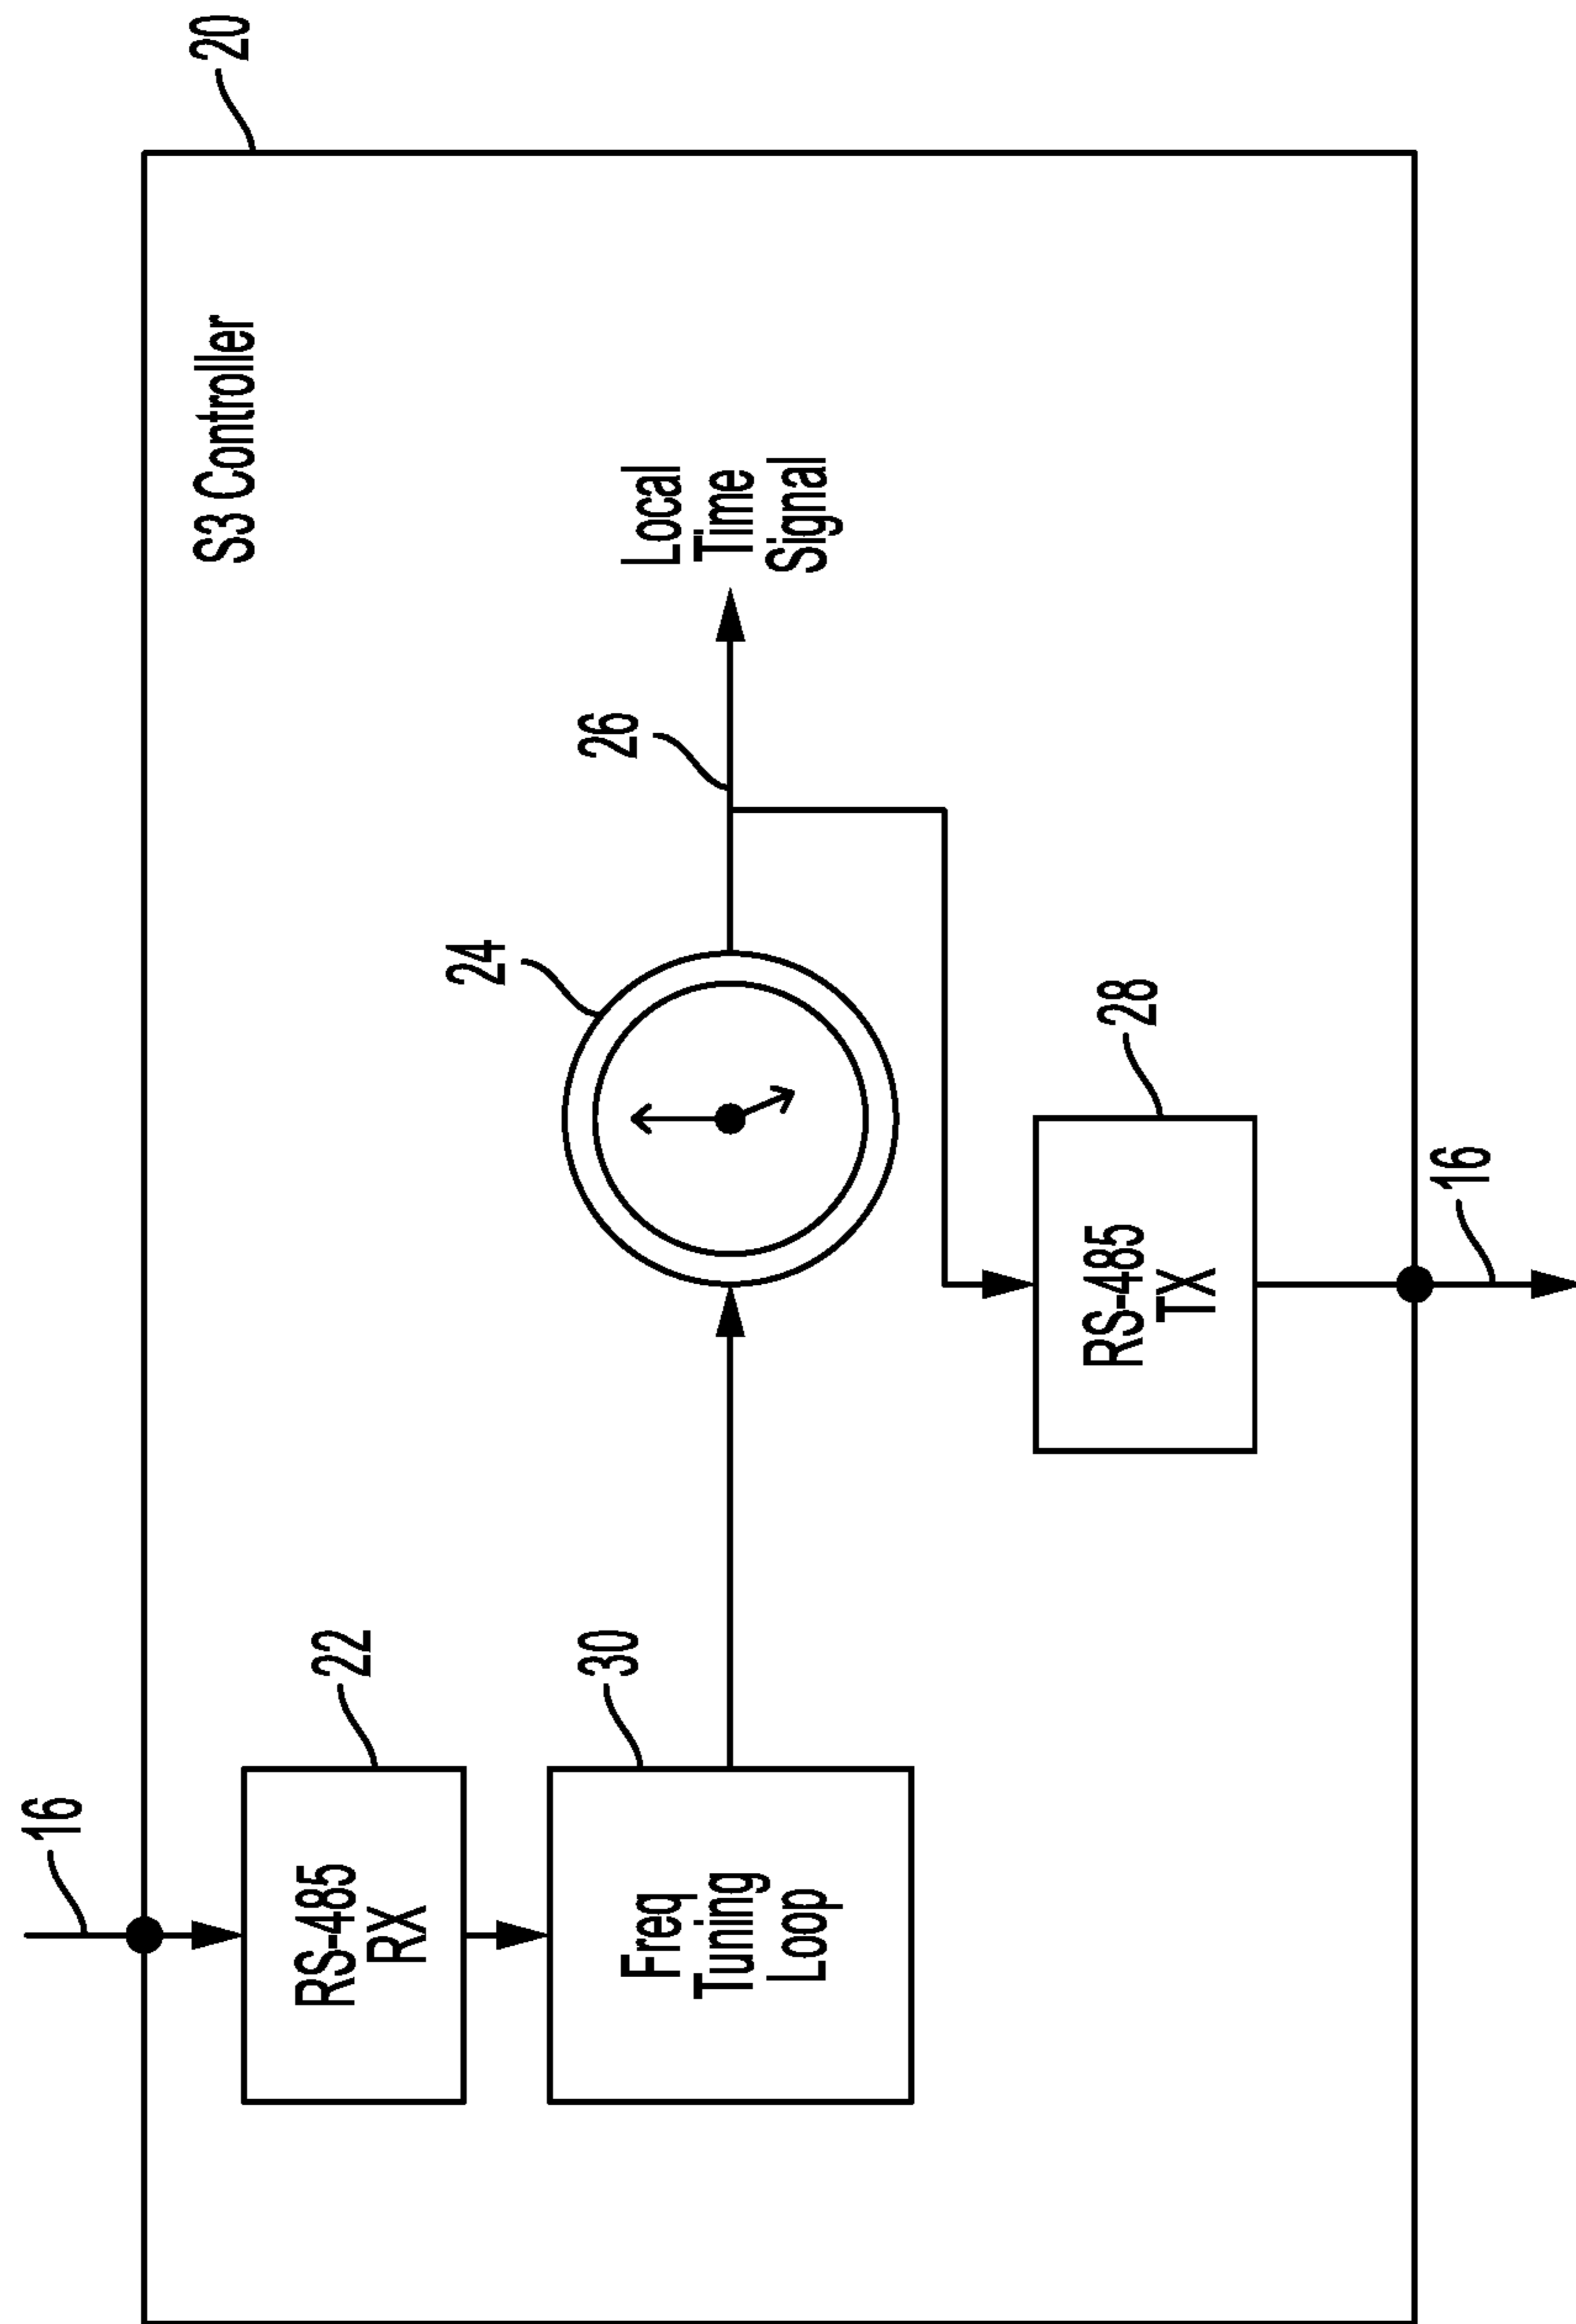 16
20
S3 Controller
22
RS-485
RX
24
30
26
Freq
Tuning
Loop
Local
Time
Signal
28
RS-485
TX
16